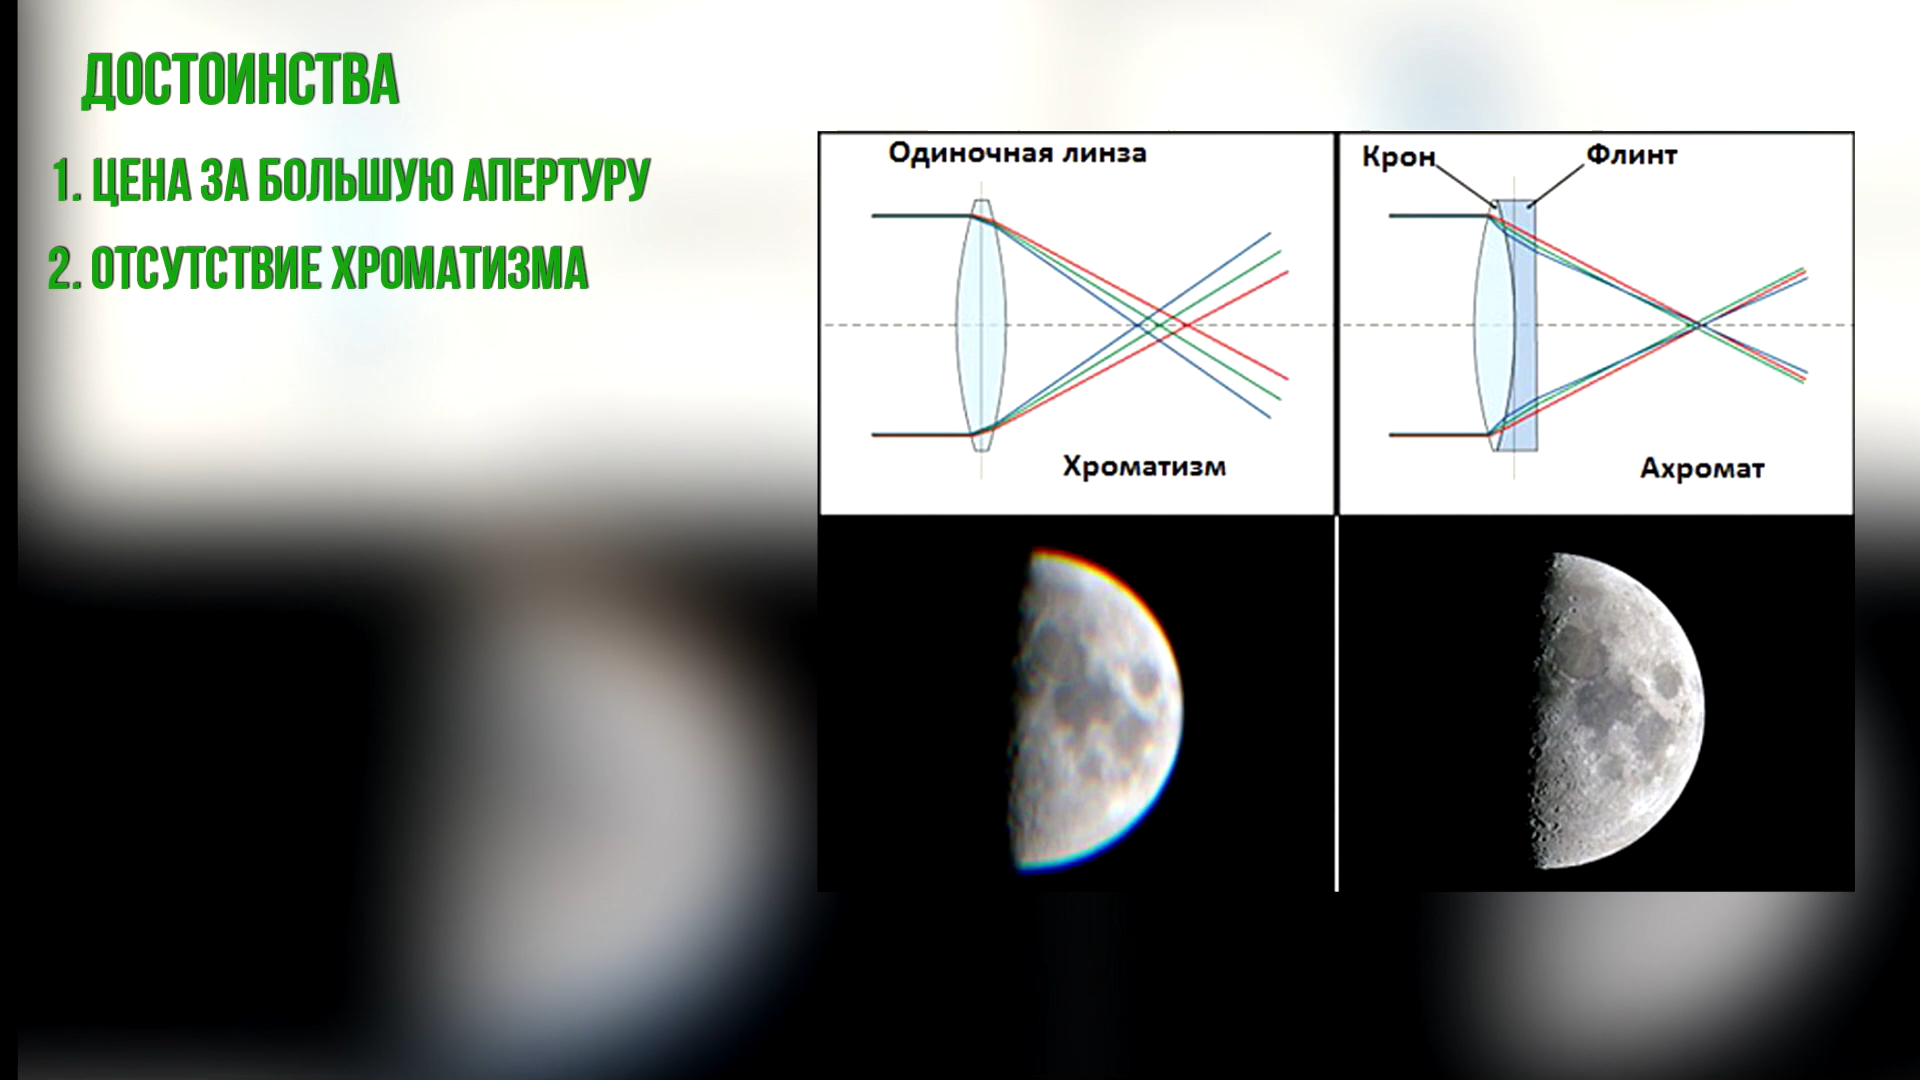 ДОСТОИНСТВА
1. ЦЕНА ЗА БОЛЬШУЮ АПЕРТУРУ
2. ОТСУТСТВИЕ ХРОМАТИЗМА
Одиночная линза
Хроматизм
Крон
Флинт
Ахромат